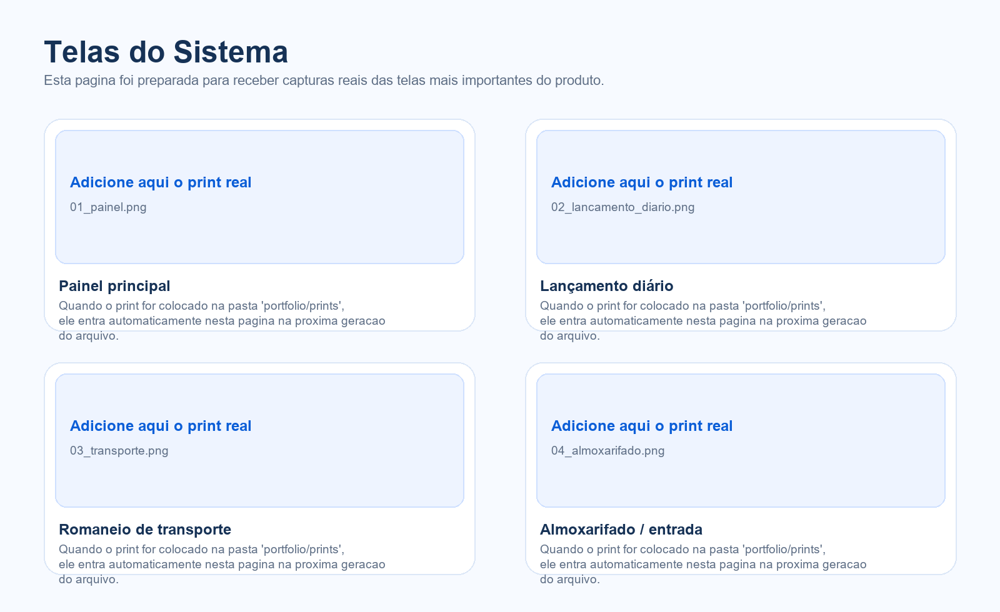 Telas do Sistema
Esta pagina foi preparada para receber capturas reais das telas mais importantes do produto.
Adicione aqui o print real
01_painel.png
Painel principal
Quando o print for colocado na pasta 'portfolio/prints',
ele entra automaticamente nesta pagina na proxima geracao
do arquivo.
Adicione aqui o print real
02_lancamento_diario.png
Lançamento diário
Quando o print for colocado na pasta 'portfolio/prints',
ele entra automaticamente nesta pagina na proxima geracao
do arquivo.
Adicione aqui o print real
03_transporte.png
Romaneio de transporte
Quando o print for colocado na pasta 'portfolio/prints',
ele entra automaticamente nesta pagina na proxima geracao
do arquivo.
Adicione aqui o print real
04_almoxarifado.png
Almoxarifado / entrada
Quando o print for colocado na pasta 'portfolio/prints',
ele entra automaticamente nesta pagina na proxima geracao
do arquivo.